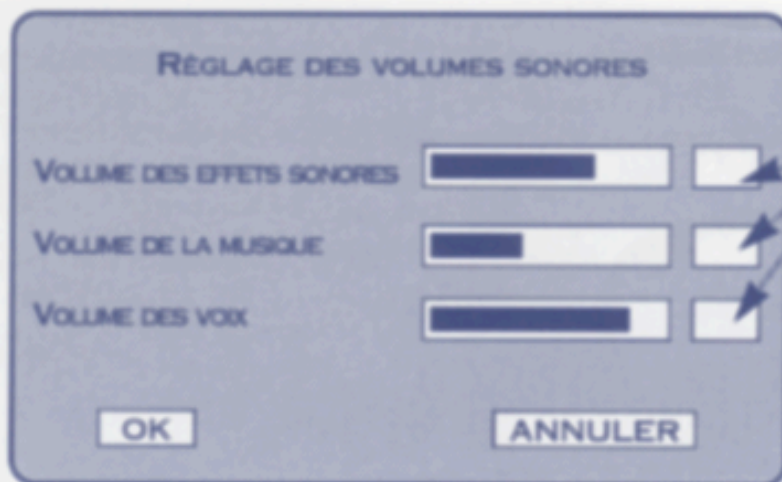 RÉGLAGE DES VOLUMES SONORES
VOLUME DES EFFETS SONORES
VOLUME DE LA MUSIQUE
VOLUME DES VOIX
OK
ANNULER